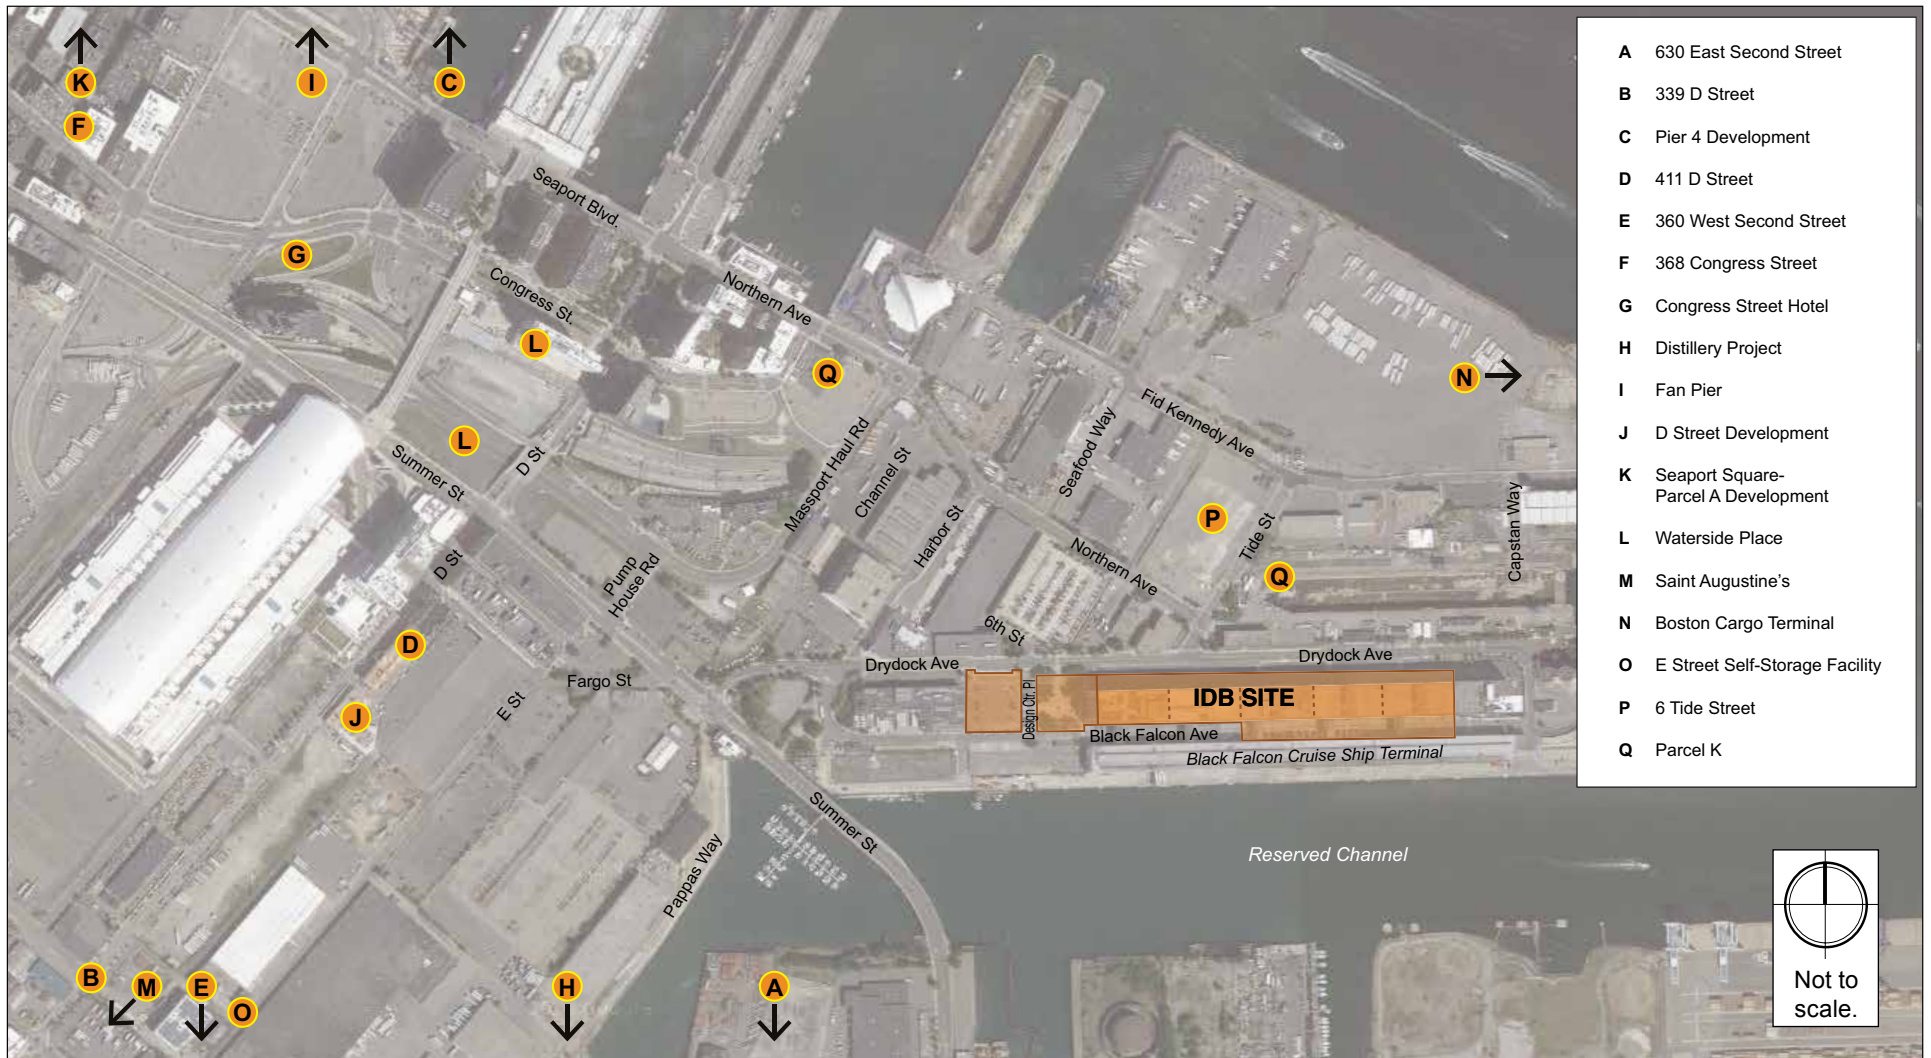 K
I
C
F
G
L
L
Q
N
P
Q
D
J
B
M
E
O
H
A
Seaport Blvd.
Congress St.
Northern Ave
Fid Kennedy Ave
Seafood Way
Massport Haul Rd
Channel St
Harbor St
D St
Summer St
Capstan Way
Tide St
Northern Ave
Pump
House Rd
D St
6th St
Drydock Ave
Drydock Ave
Fargo St
E St
Design Ctr. Pl
IDB SITE
Black Falcon Ave
Black Falcon Cruise Ship Terminal
Summer St
Pappas Way
Reserved Channel
A 630 East Second Street
B 339 D Street
C Pier 4 Development
D 411 D Street
E 360 West Second Street
F 368 Congress Street
G Congress Street Hotel
H Distillery Project
I Fan Pier
J D Street Development
K Seaport Square-
Parcel A Development
L Waterside Place
M Saint Augustine's
N Boston Cargo Terminal
O E Street Self-Storage Facility
P 6 Tide Street
Q Parcel K
Not to
scale.